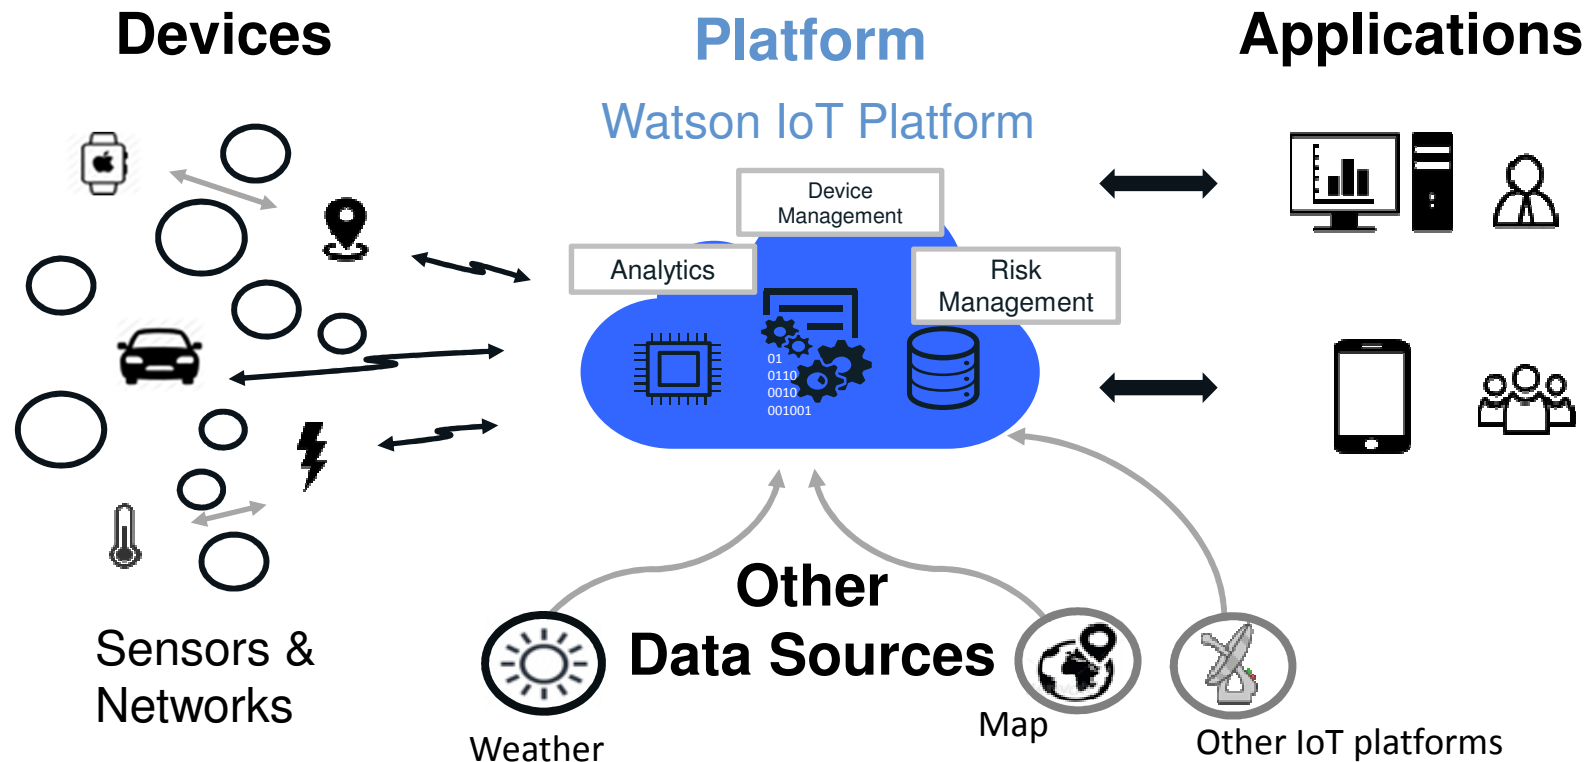 Devices
Platform
Applications
Watson IoT Platform
Device
Management
Analytics
Risk
Management
01
0110
0010
001001
Other
Data Sources
Sensors &
Networks
Weather
Map
Other IoT platforms